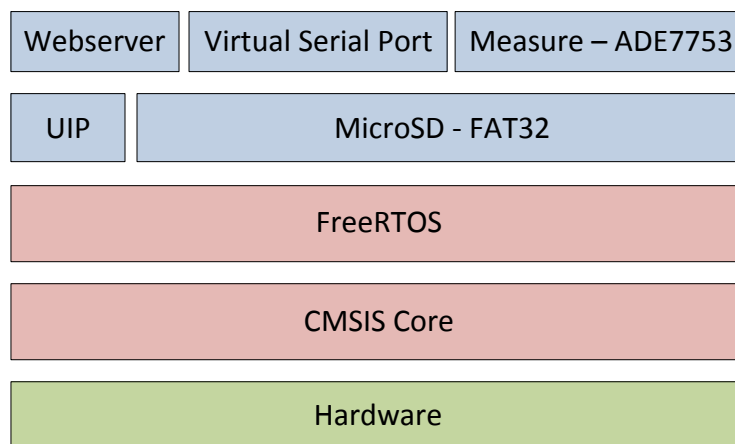 Webserver Virtual Serial Port Measure – ADE7753
UIP MicroSD - FAT32
FreeRTOS
CMSIS Core
Hardware